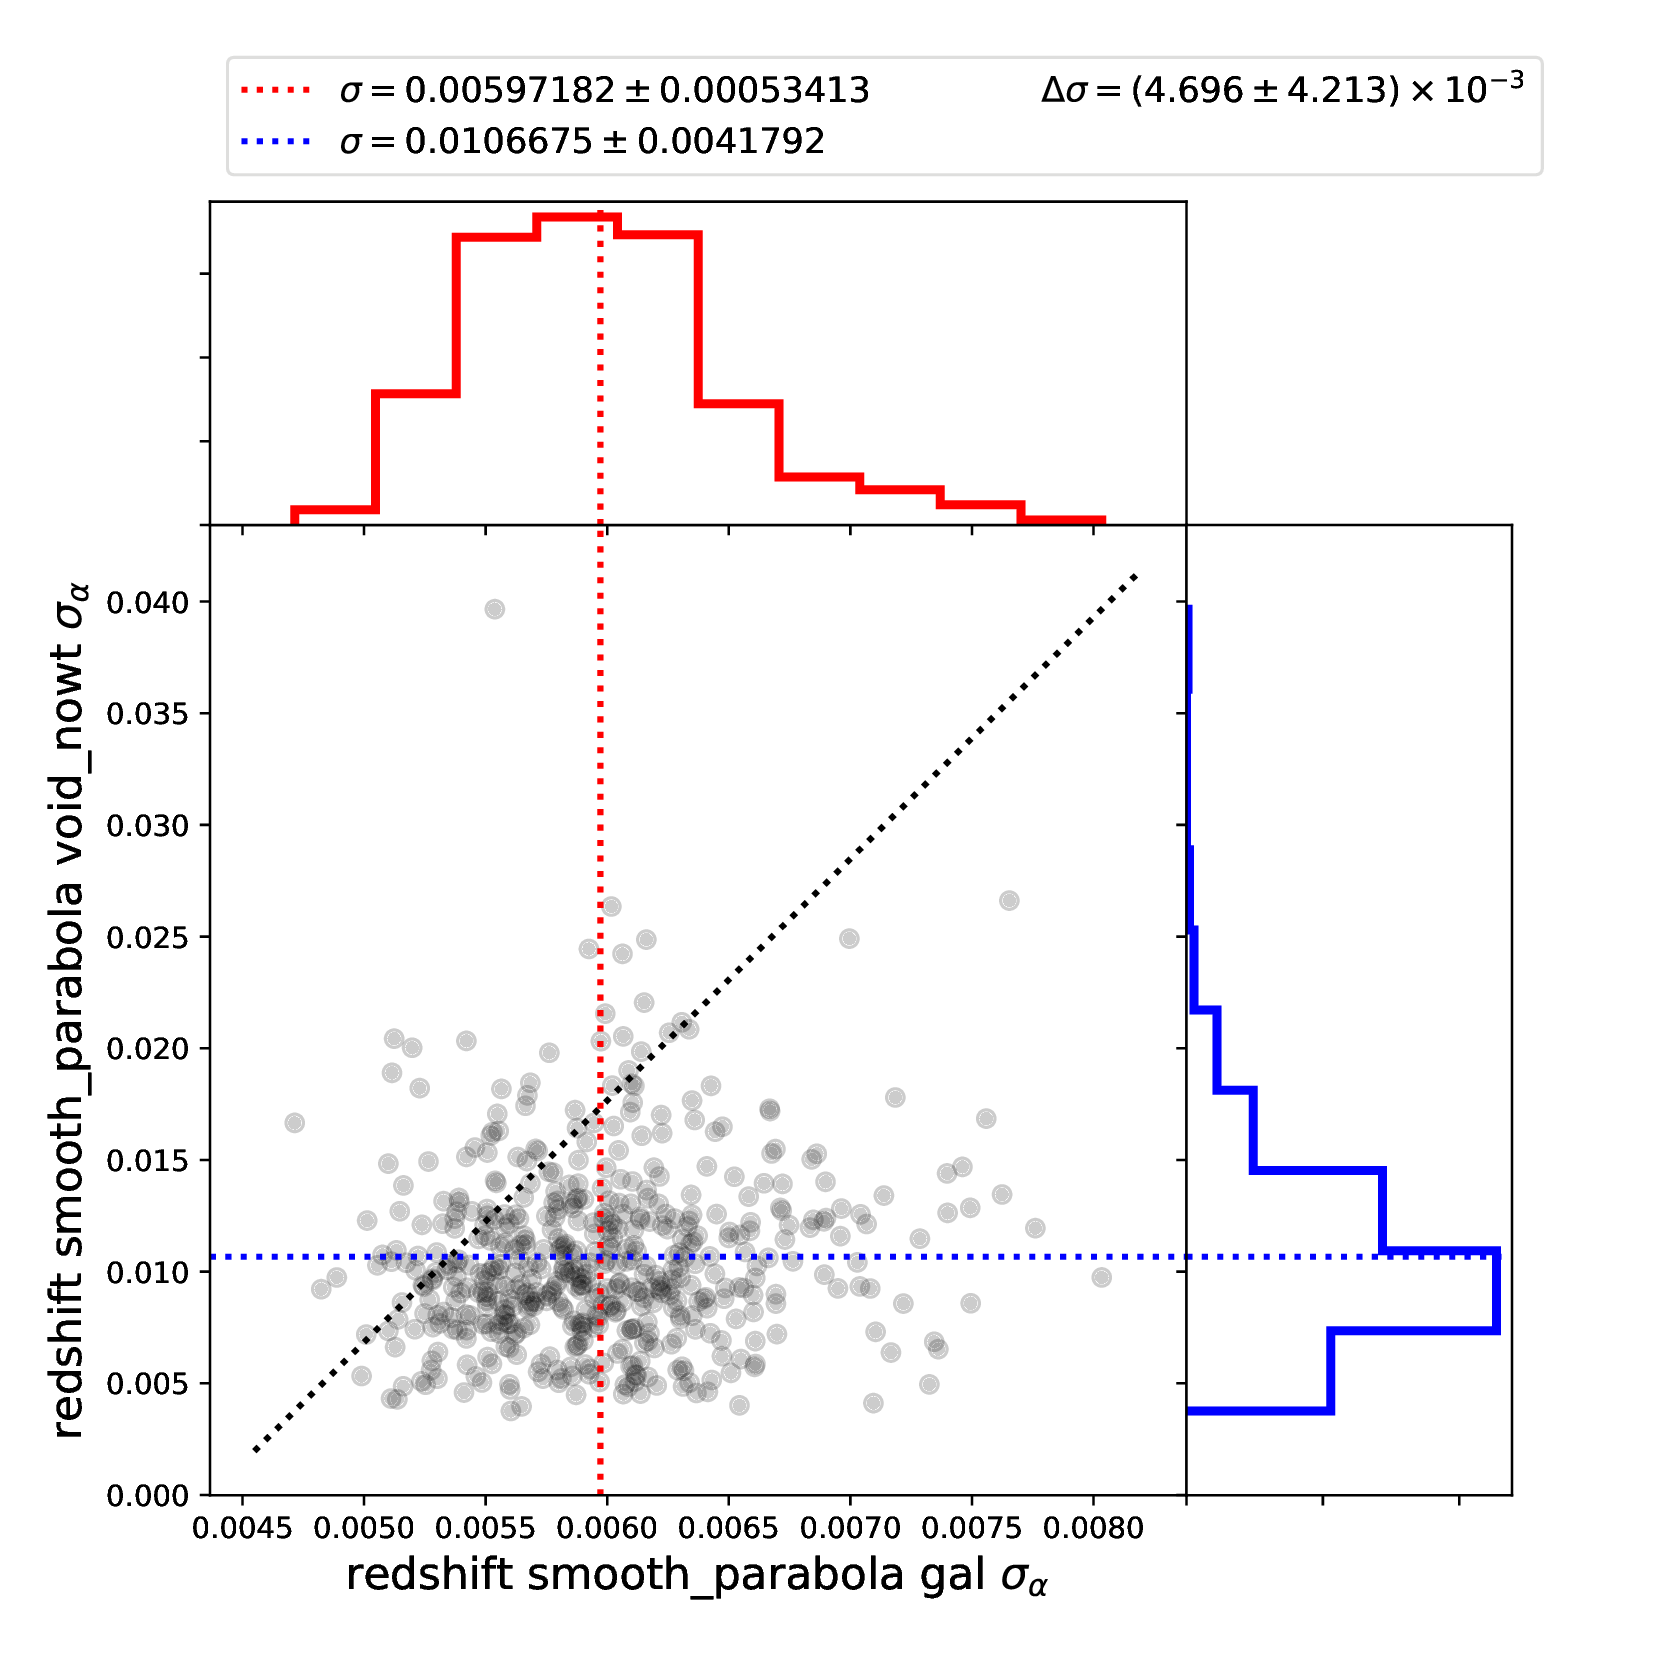 σ = 0.00597182 ± 0.00053413
Δσ = (4.696 ± 4.213) × 10⁻³
σ = 0.0106675 ± 0.0041792
redshift smooth_parabola void_nowt σ_α
0.040
0.035
0.030
0.025
0.020
0.015
0.010
0.005
0.000
0.0045 0.0050 0.0055 0.0060 0.0065 0.0070 0.0075 0.0080
redshift smooth_parabola gal σ_α